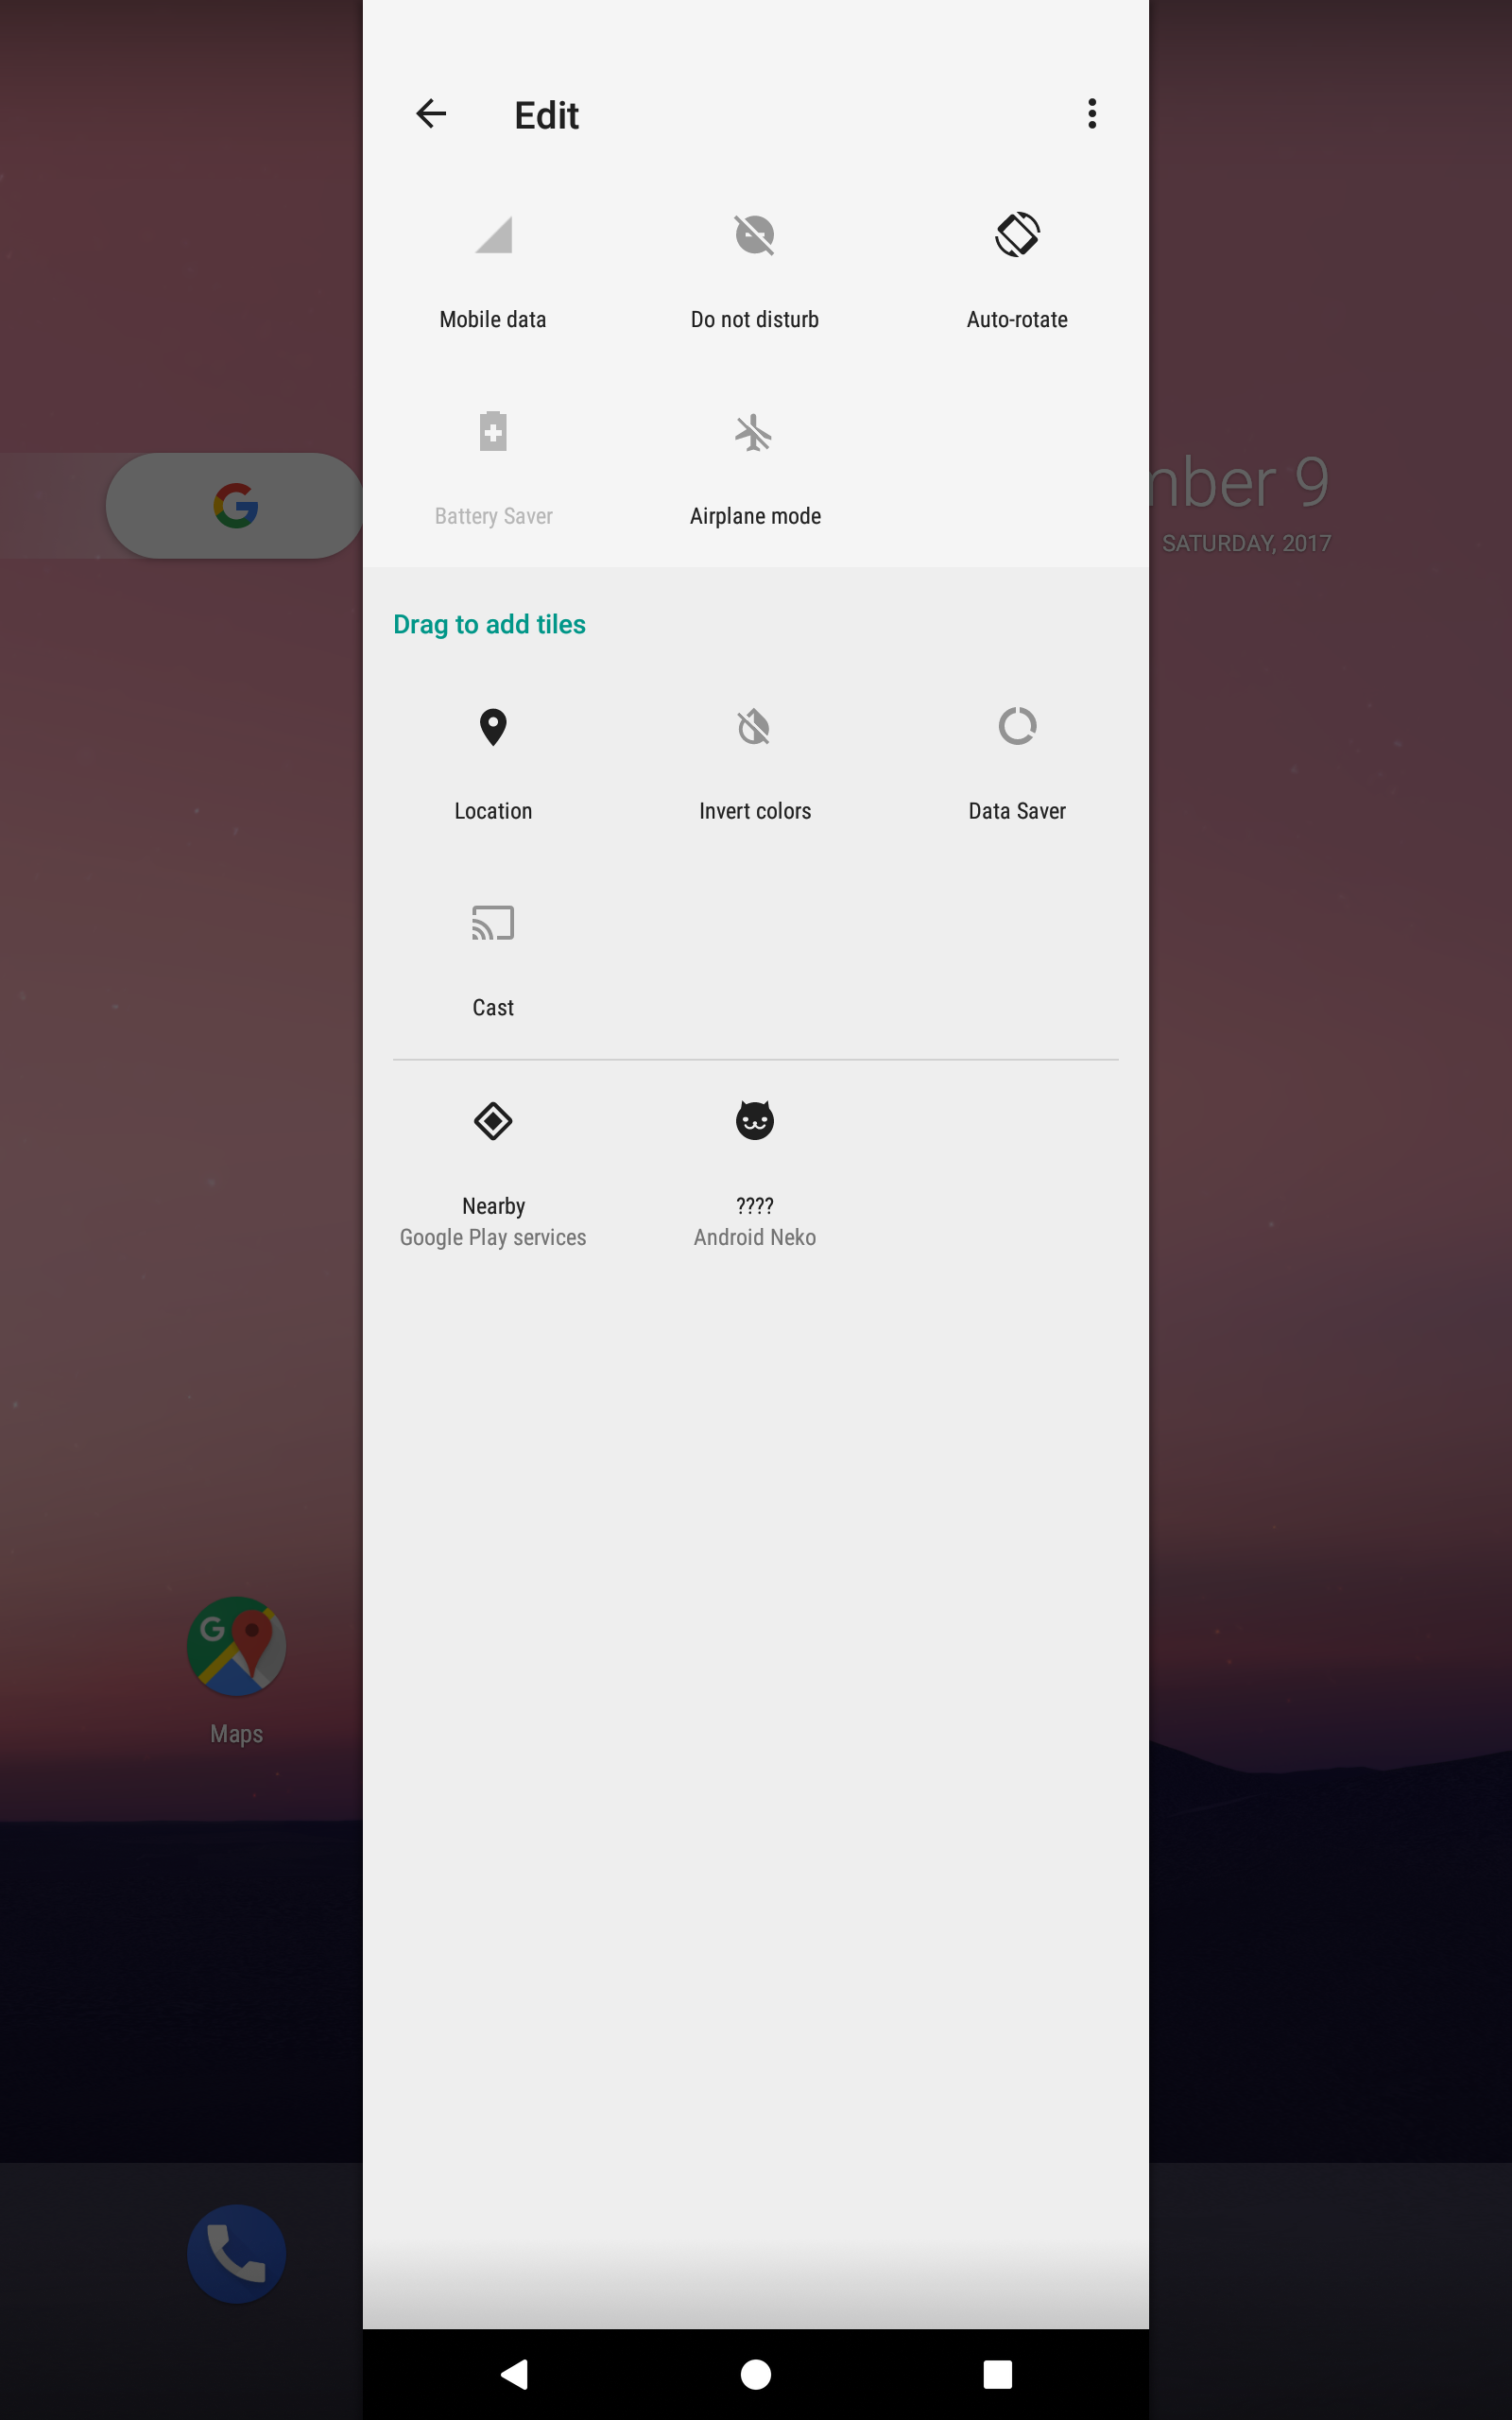 Edit
Mobile data
Do not disturb
Auto-rotate
Battery Saver
Airplane mode
mber 9
SATURDAY, 2017
Drag to add tiles
Location
Invert colors
Data Saver
Cast
Nearby
Google Play services
????
Android Neko
G
Maps